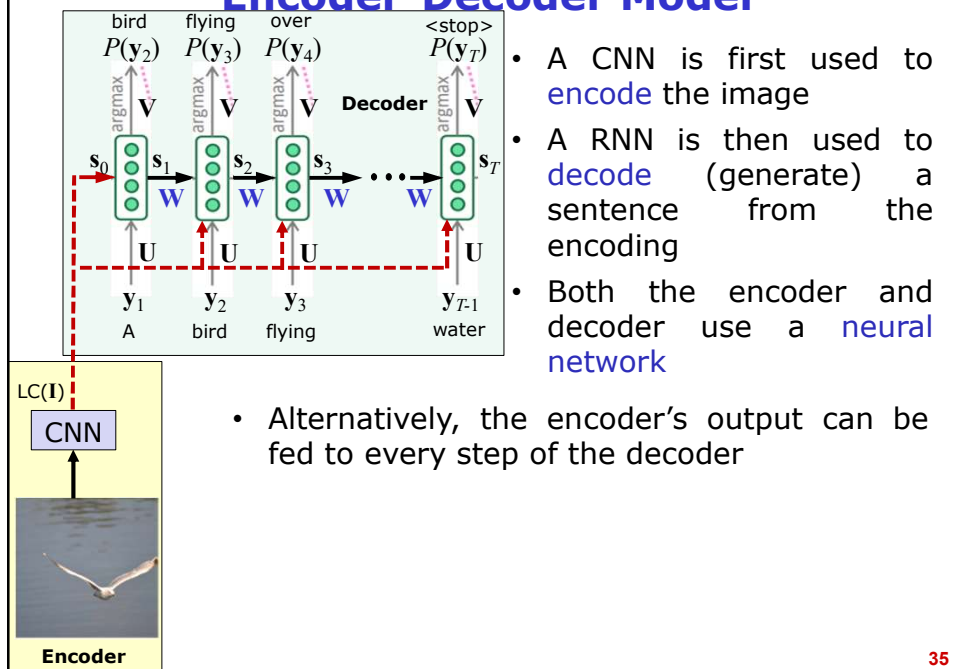 Encoder Decoder Model
bird flying over <stop>
P(y2) P(y3) P(y4) P(yT)
argmax V argmax V argmax V Decoder argmax V
s0 s1 s2 s3 ... sT
W W W W
U U U U
y1 y2 y3 yT-1
A bird flying water
LC(I)
CNN
Encoder
• A CNN is first used to
encode the image
• A RNN is then used to
decode (generate) a
sentence from the
encoding
• Both the encoder and
decoder use a neural
network
• Alternatively, the encoder’s output can be
fed to every step of the decoder
35